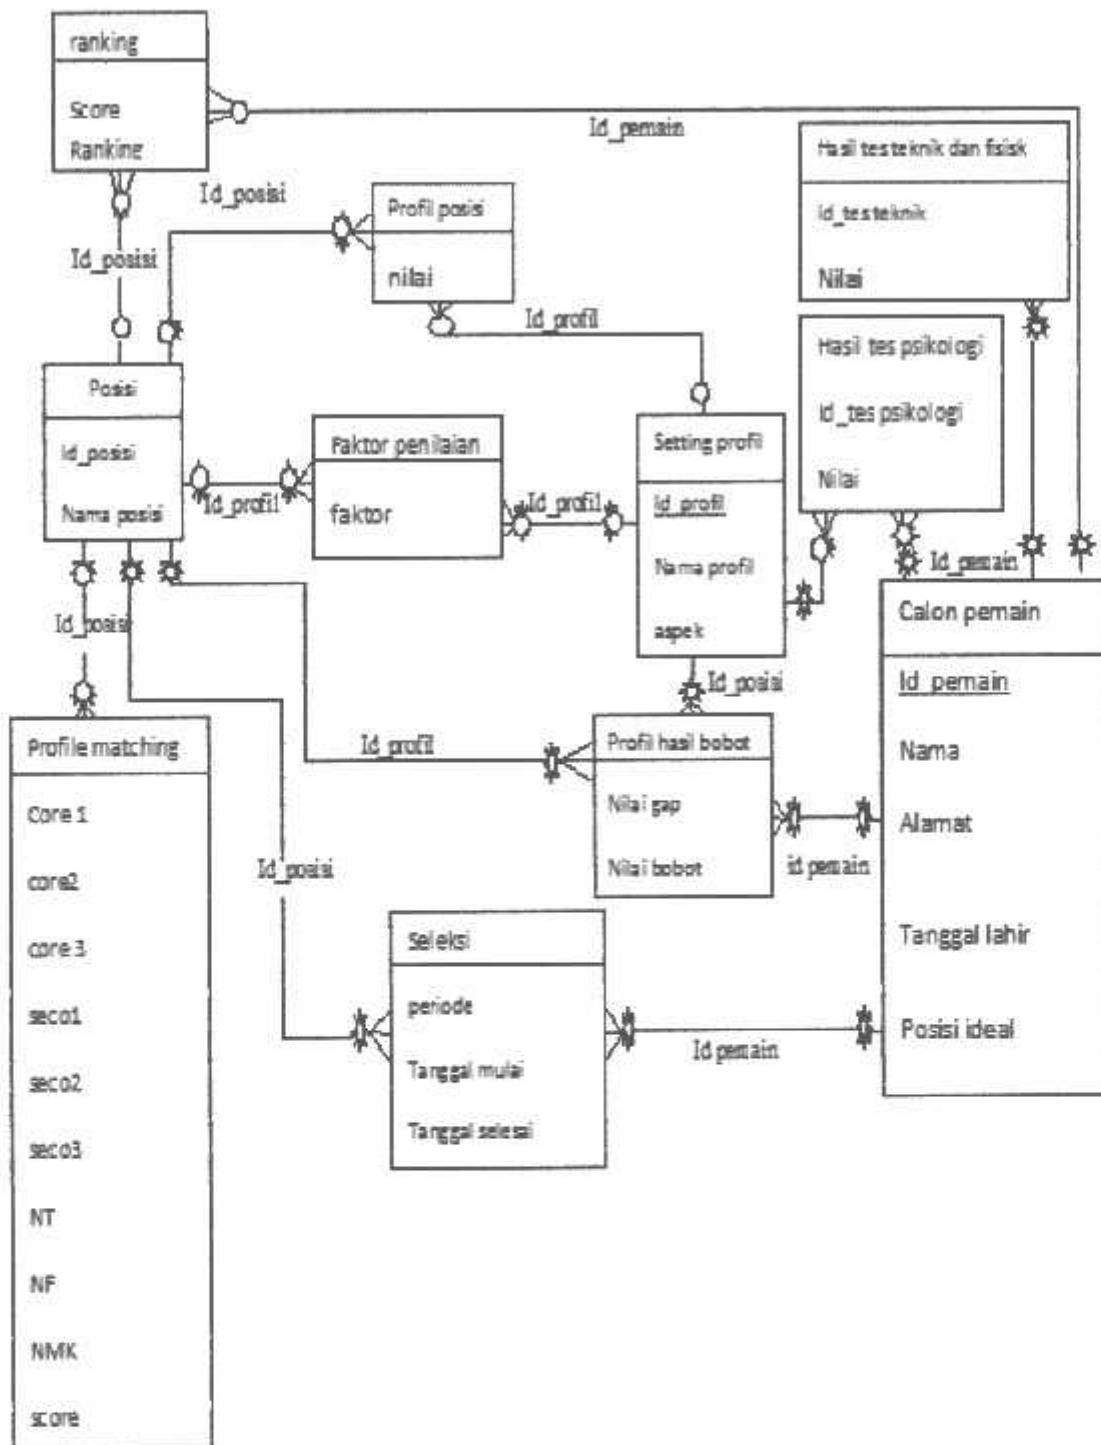 ranking
Score
Ranking
Id_pemain
Hasil tes teknik dan fisisk
Id_tes teknik
Nilai
Id_posisi
Profil posisi
nilai
Id_posisi
Id_profil
Hasil tes psikologi
Id_tes psikologi
Nilai
Posisi
Id_posisi
Nama posisi
Id_profil
Faktor penilaian
faktor
Id_profil
Setting profil
Id_profil
Nama profil
aspek
Id_pemain
Calon pemain
Id_pemain
Nama
Alamat
Tanggal lahir
Posisi ideal
Id_posisi
Id_posisi
Profile matching
Core 1
core2
core 3
seco1
seco2
seco3
NT
NF
NMK
score
Id_profil
Profil hasil bobot
Nilai gap
Nilai bobot
id pemain
Id_posisi
Seleksi
periode
Tanggal mulai
Tanggal selesai
Id pemain